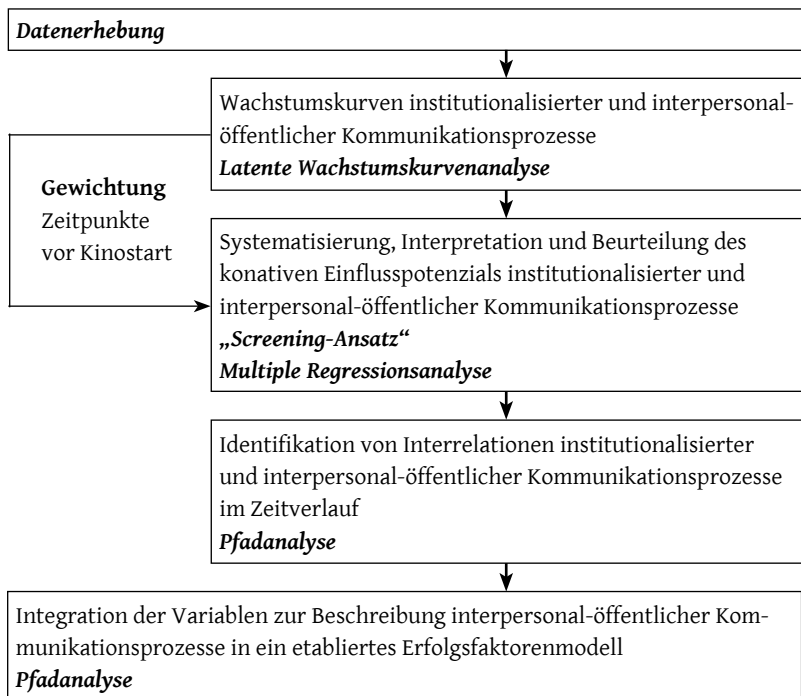 Datenerhebung
Wachstumskurven institutionalisierter und interpersonal-
öffentlicher Kommunikationsprozesse
Latente Wachstumskurvenanalyse
Gewichtung
Zeitpunkte
vor Kinostart
Systematisierung, Interpretation und Beurteilung des
konativen Einflusspotenzials institutionalisierter und
interpersonal-öffentlicher Kommunikationsprozesse
„Screening-Ansatz“
Multiple Regressionsanalyse
Identifikation von Interrelationen institutionalisierter
und interpersonal-öffentlicher Kommunikationsprozesse
im Zeitverlauf
Pfadanalyse
Integration der Variablen zur Beschreibung interpersonal-öffentlicher Kom-
munikationsprozesse in ein etabliertes Erfolgsfaktorenmodell
Pfadanalyse